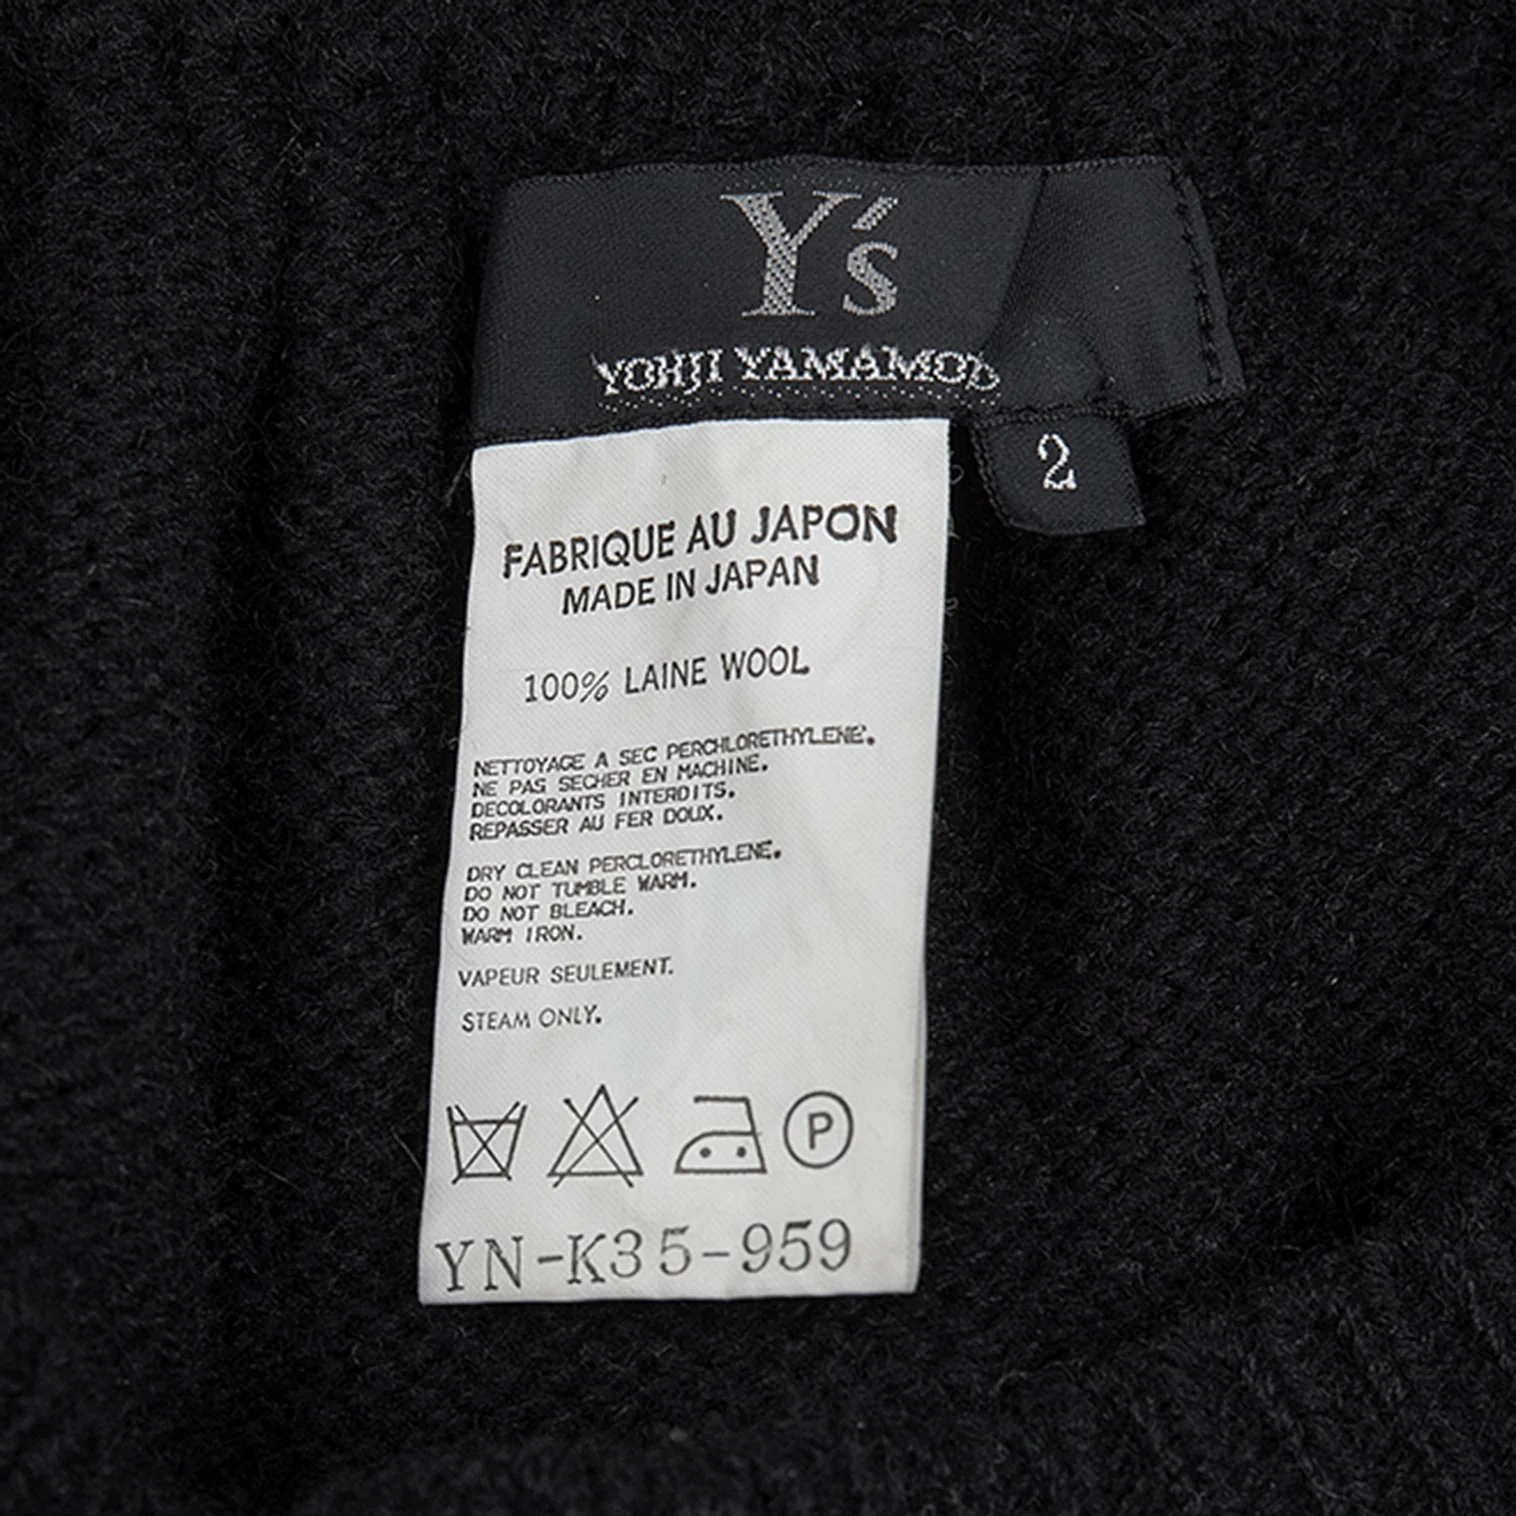 Y's
YOHJI YAMAMOTO
2
FABRIQUE AU JAPON
MADE IN JAPAN
100% LAINE WOOL
NETTOYAGE A SEC PERCHLORETHYLENE.
NE PAS SECHER EN MACHINE.
DECOLORANTS INTERDITS.
REPASSER AU FER DOUX.
DRY CLEAN PERCLORETHYLENE.
DO NOT TUMBLE WARM.
DO NOT BLEACH.
WARM IRON.
VAPEUR SEULEMENT.
STEAM ONLY.
P
YN-K35-959